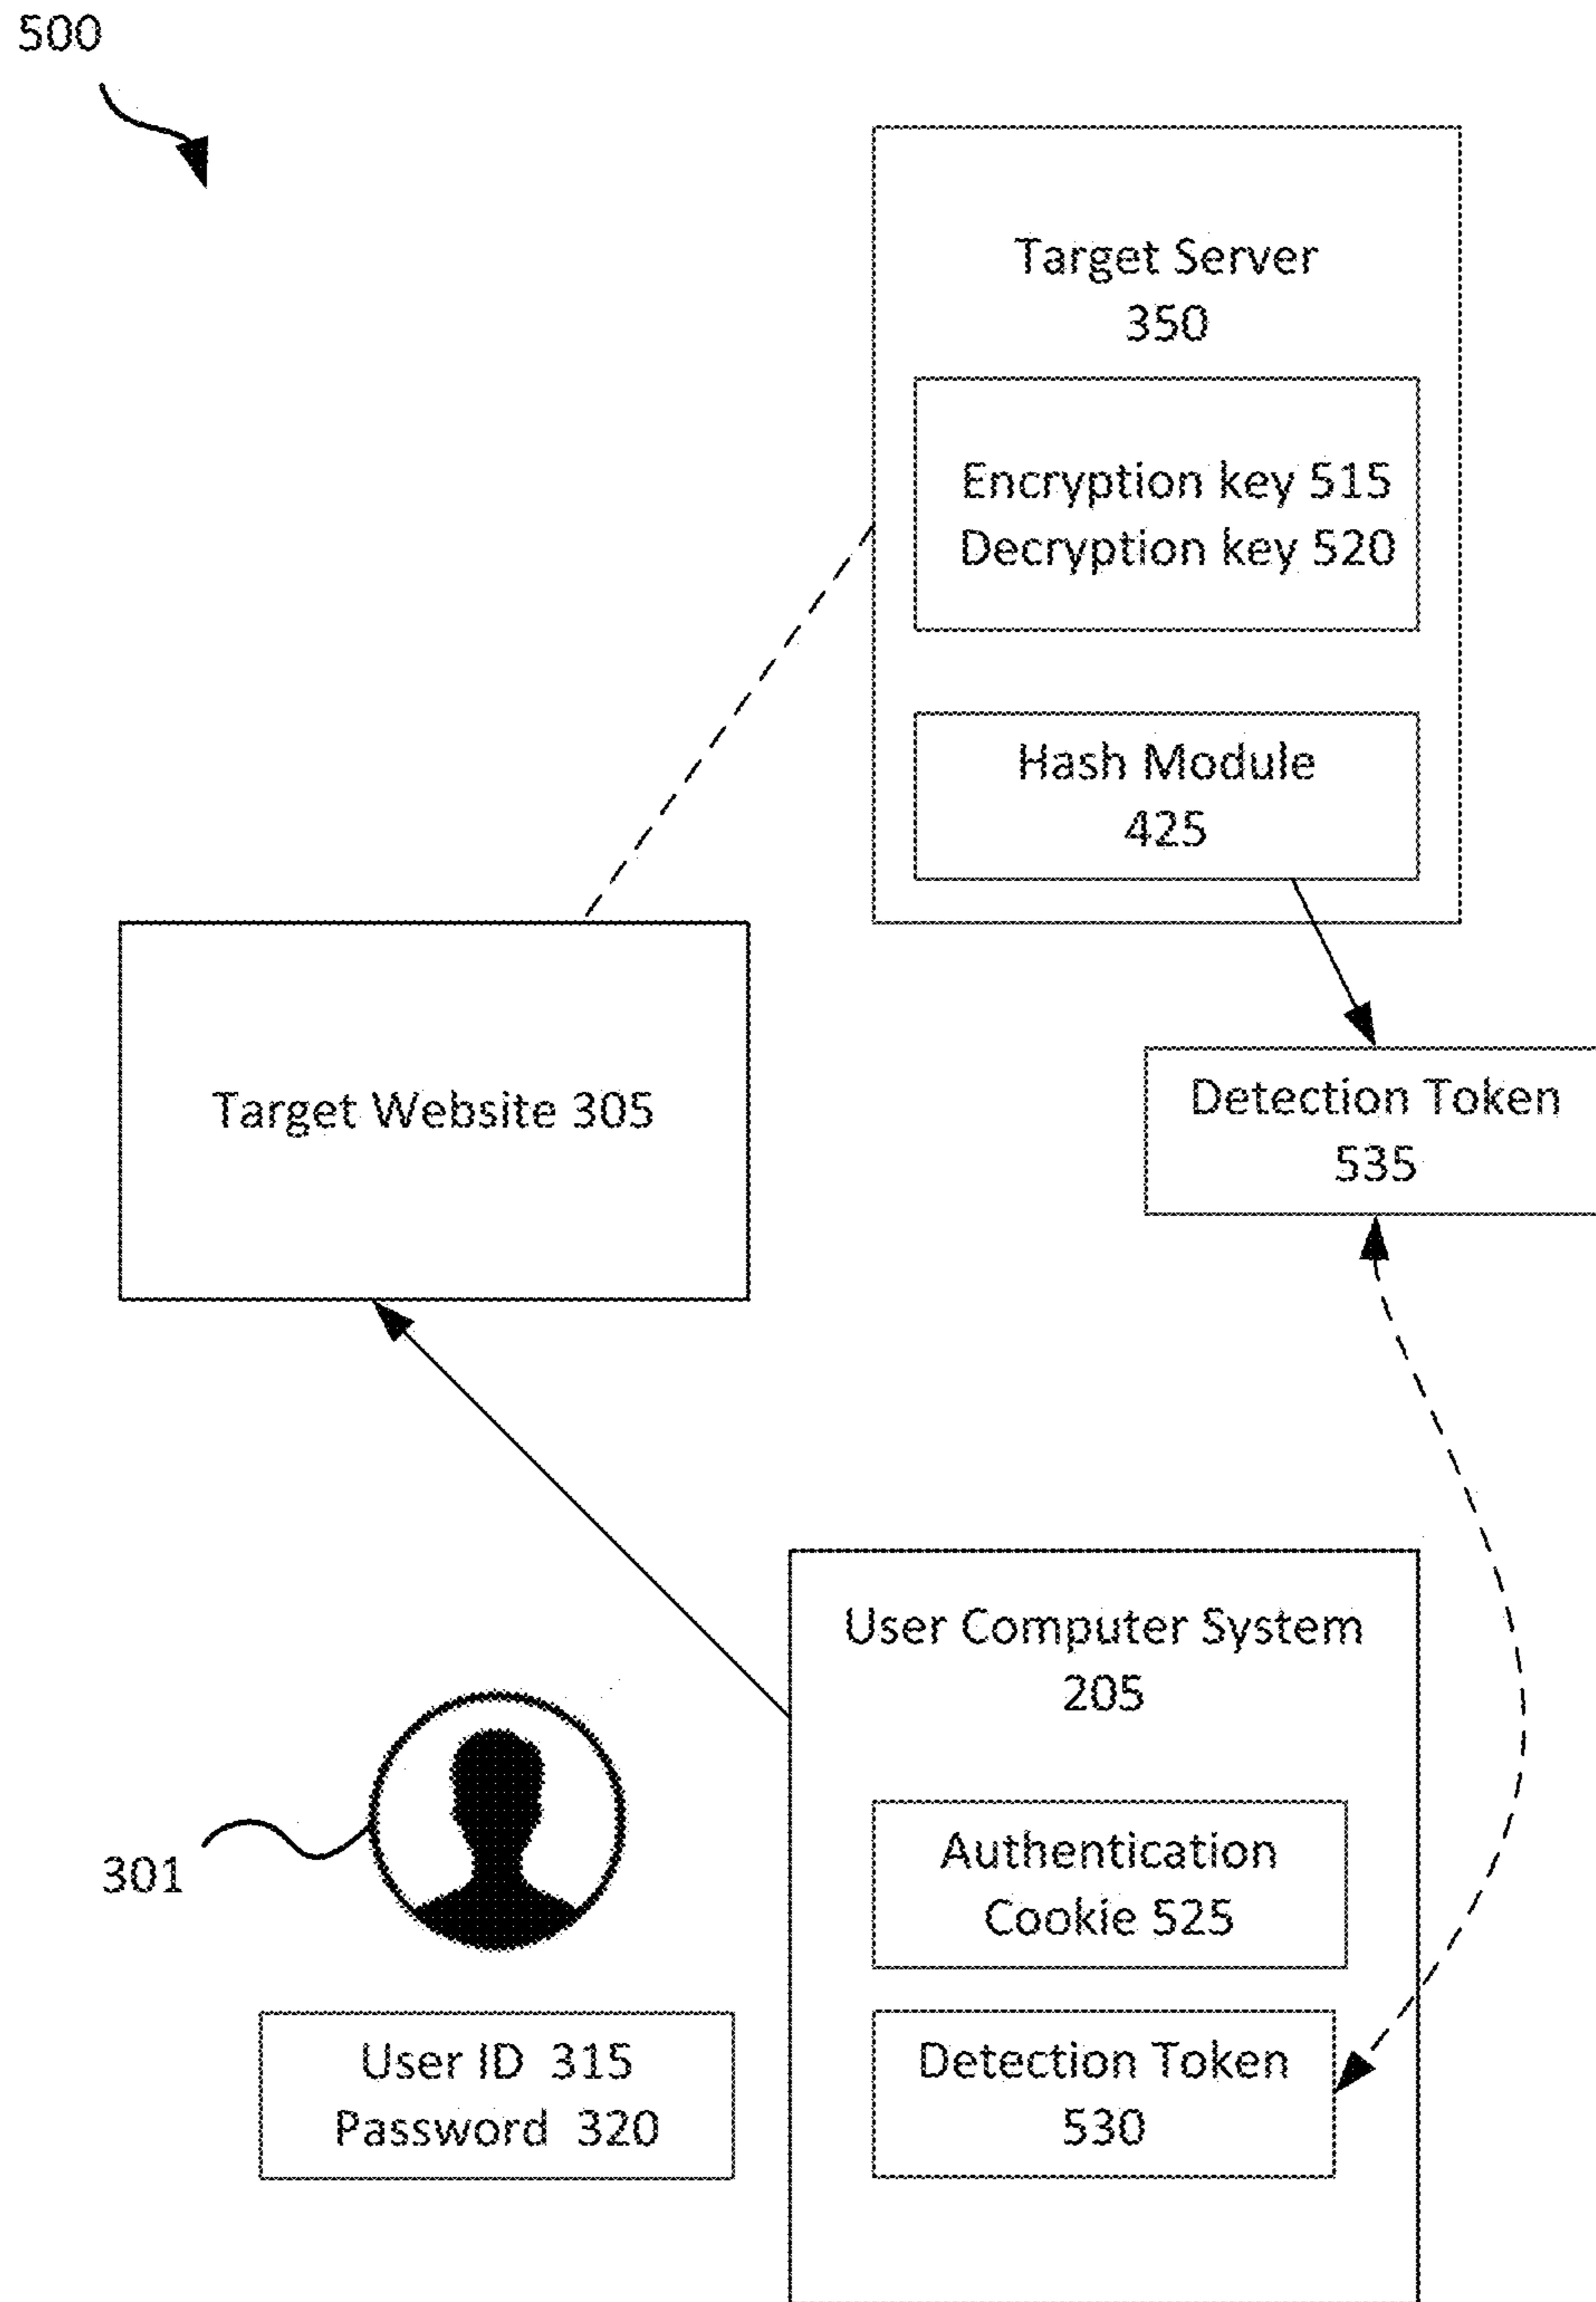 500
Target Server
350
Encryption key 515
Decryption key 520
Hash Module
425
Target Website 305
Detection Token
535
User Computer System
205
Authentication
Cookie 525
301
User ID 315
Password 320
Detection Token
530